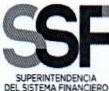 SSF
SUPERINTENDENCIA
DEL SISTEMA FINANCIERO